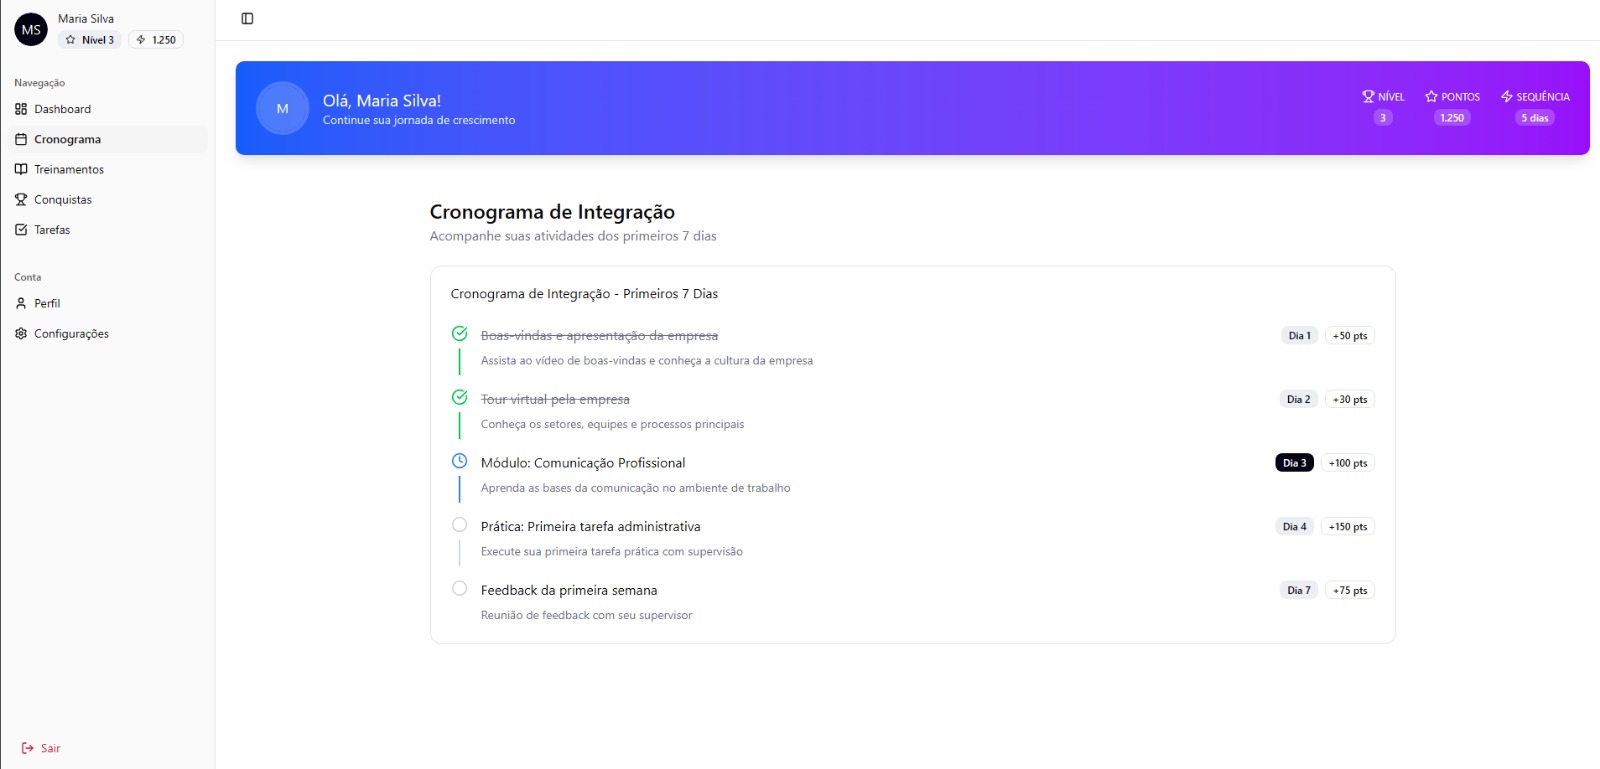 MS
Maria Silva
Nível 3
1.250
Navegação
Dashboard
Cronograma
Treinamentos
Conquistas
Tarefas
Conta
Perfil
Configurações
Sair
M
Olá, Maria Silva!
Continue sua jornada de crescimento
NÍVEL
3
PONTOS
1.250
SEQUÊNCIA
5 dias
Cronograma de Integração
Acompanhe suas atividades dos primeiros 7 dias
Cronograma de Integração - Primeiros 7 Dias
Boas-vindas e apresentação da empresa
Dia 1
+50 pts
Assista ao vídeo de boas-vindas e conheça a cultura da empresa
Tour virtual pela empresa
Dia 2
+30 pts
Conheça os setores, equipes e processos principais
Módulo: Comunicação Profissional
Dia 3
+100 pts
Aprenda as bases da comunicação no ambiente de trabalho
Prática: Primeira tarefa administrativa
Dia 4
+150 pts
Execute sua primeira tarefa prática com supervisão
Feedback da primeira semana
Dia 7
+75 pts
Reunião de feedback com seu supervisor